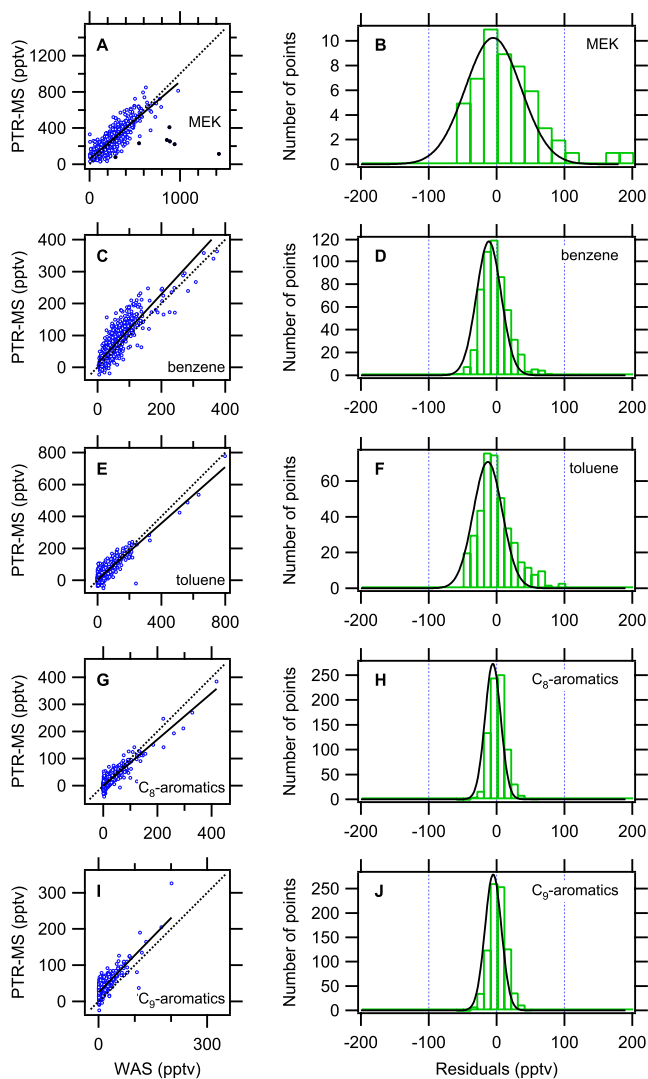 A
MEK
PTR-MS (pptv)
1200
800
400
0
0
1000
B
MEK
Number of points
10
8
6
4
2
0
-200
-100
0
100
200
C
benzene
PTR-MS (pptv)
400
300
200
100
0
0
200
400
D
benzene
Number of points
120
100
80
60
40
20
0
-200
-100
0
100
200
E
toluene
PTR-MS (pptv)
800
600
400
200
0
0
400
800
F
toluene
Number of points
60
40
20
0
-200
-100
0
100
200
G
C8-aromatics
PTR-MS (pptv)
400
300
200
100
0
0
200
400
H
C8-aromatics
Number of points
250
200
150
100
50
0
-200
-100
0
100
200
I
C9-aromatics
PTR-MS (pptv)
300
200
100
0
0
300
WAS (pptv)
J
C9-aromatics
Number of points
250
200
150
100
50
0
-200
-100
0
100
200
Residuals (pptv)